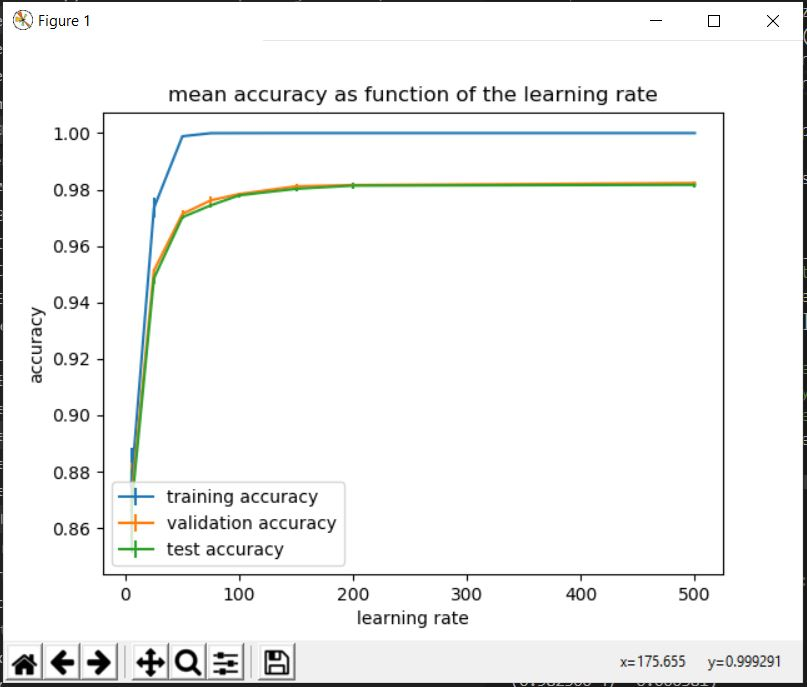 Figure 1
mean accuracy as function of the learning rate
1.00
0.98
0.96
0.94
0.92
0.90
0.88
0.86
accuracy
training accuracy
validation accuracy
test accuracy
0 100 200 300 400 500
learning rate
x=175.655 y=0.999291